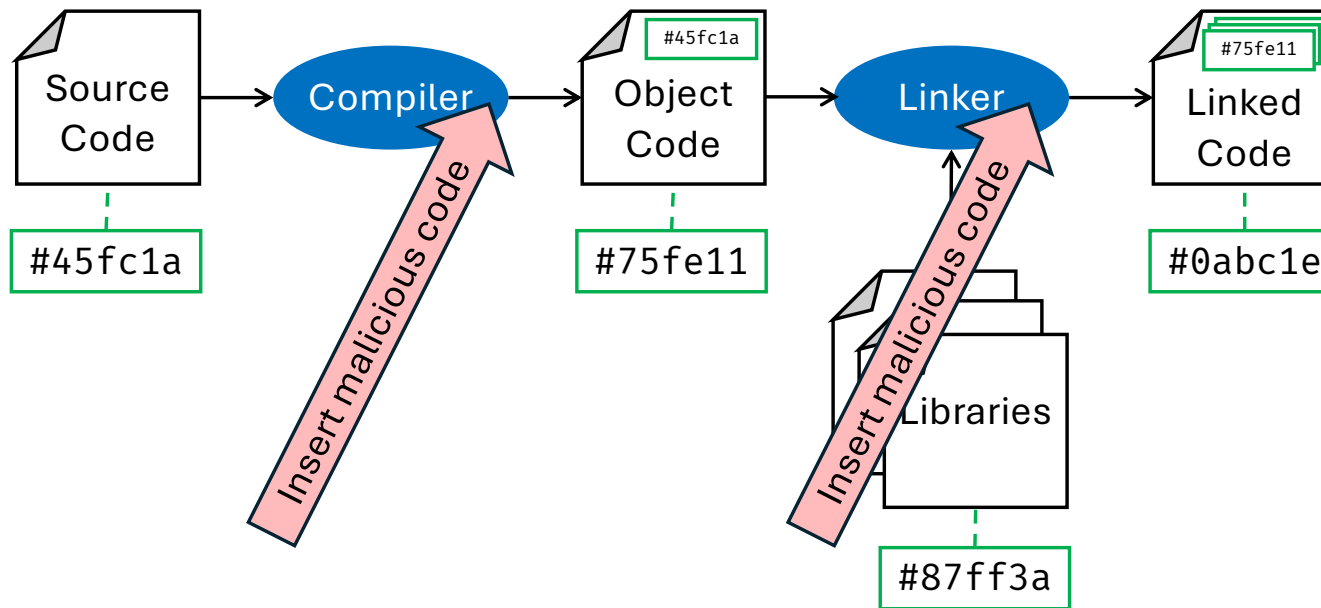 #45fc1a
#75fe11
Source
Code
Compiler
Object
Code
Linker
Linked
Code
#45fc1a
#75fe11
#0abc1e
Insert malicious code
Insert malicious code
Libraries
#87ff3a